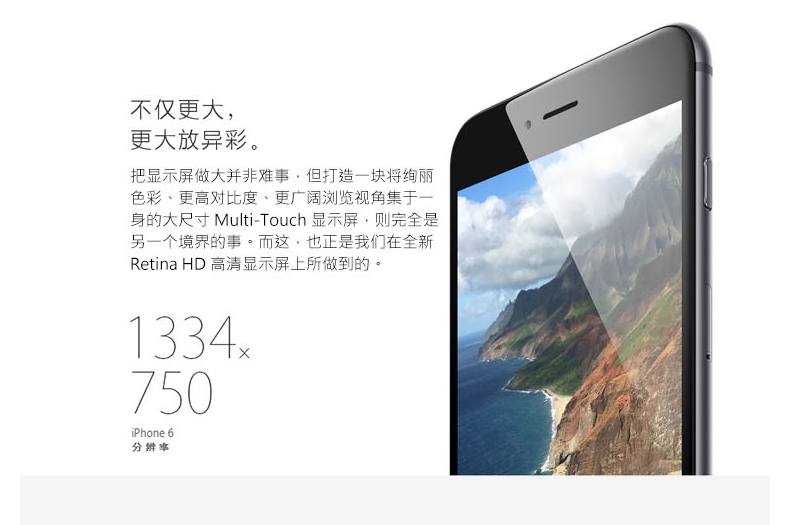 不仅更大，
更大放异彩。
把显示屏做大并非难事，但打造一块将绚丽
色彩、更高对比度、更广阔浏览视角集于一
身的大尺寸 Multi-Touch 显示屏，则完全是
另一个境界的事。而这，也正是我们在全新
Retina HD 高清显示屏上所做到的。
1334×
750
iPhone 6
分辨率